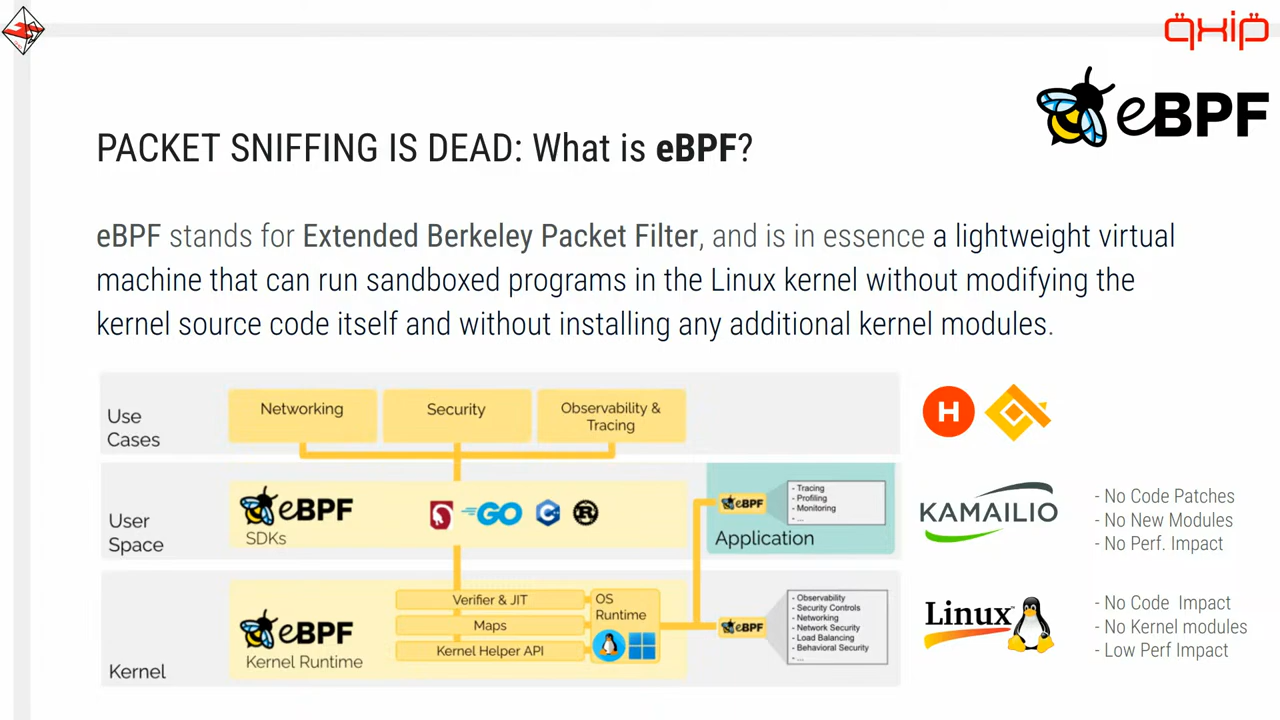 qxip
eBPF
PACKET SNIFFING IS DEAD: What is eBPF?
eBPF stands for Extended Berkeley Packet Filter, and is in essence a lightweight virtual
machine that can run sandboxed programs in the Linux kernel without modifying the
kernel source code itself and without installing any additional kernel modules.
Use
Cases
Networking
Security
Observability &
Tracing
H
User
Space
eBPF
SDKs
GO
C++
eBPF
- Tracing
- Profiling
- Monitoring
- ...
Application
KAMAILIO
- No Code Patches
- No New Modules
- No Perf. Impact
Kernel
eBPF
Kernel Runtime
Verifier & JIT
Maps
Kernel Helper API
OS
Runtime
eBPF
- Observability
- Security Controls
- Networking
- Network Security
- Load Balancing
- Behavioral Security
- ...
Linux™
- No Code Impact
- No Kernel modules
- Low Perf Impact